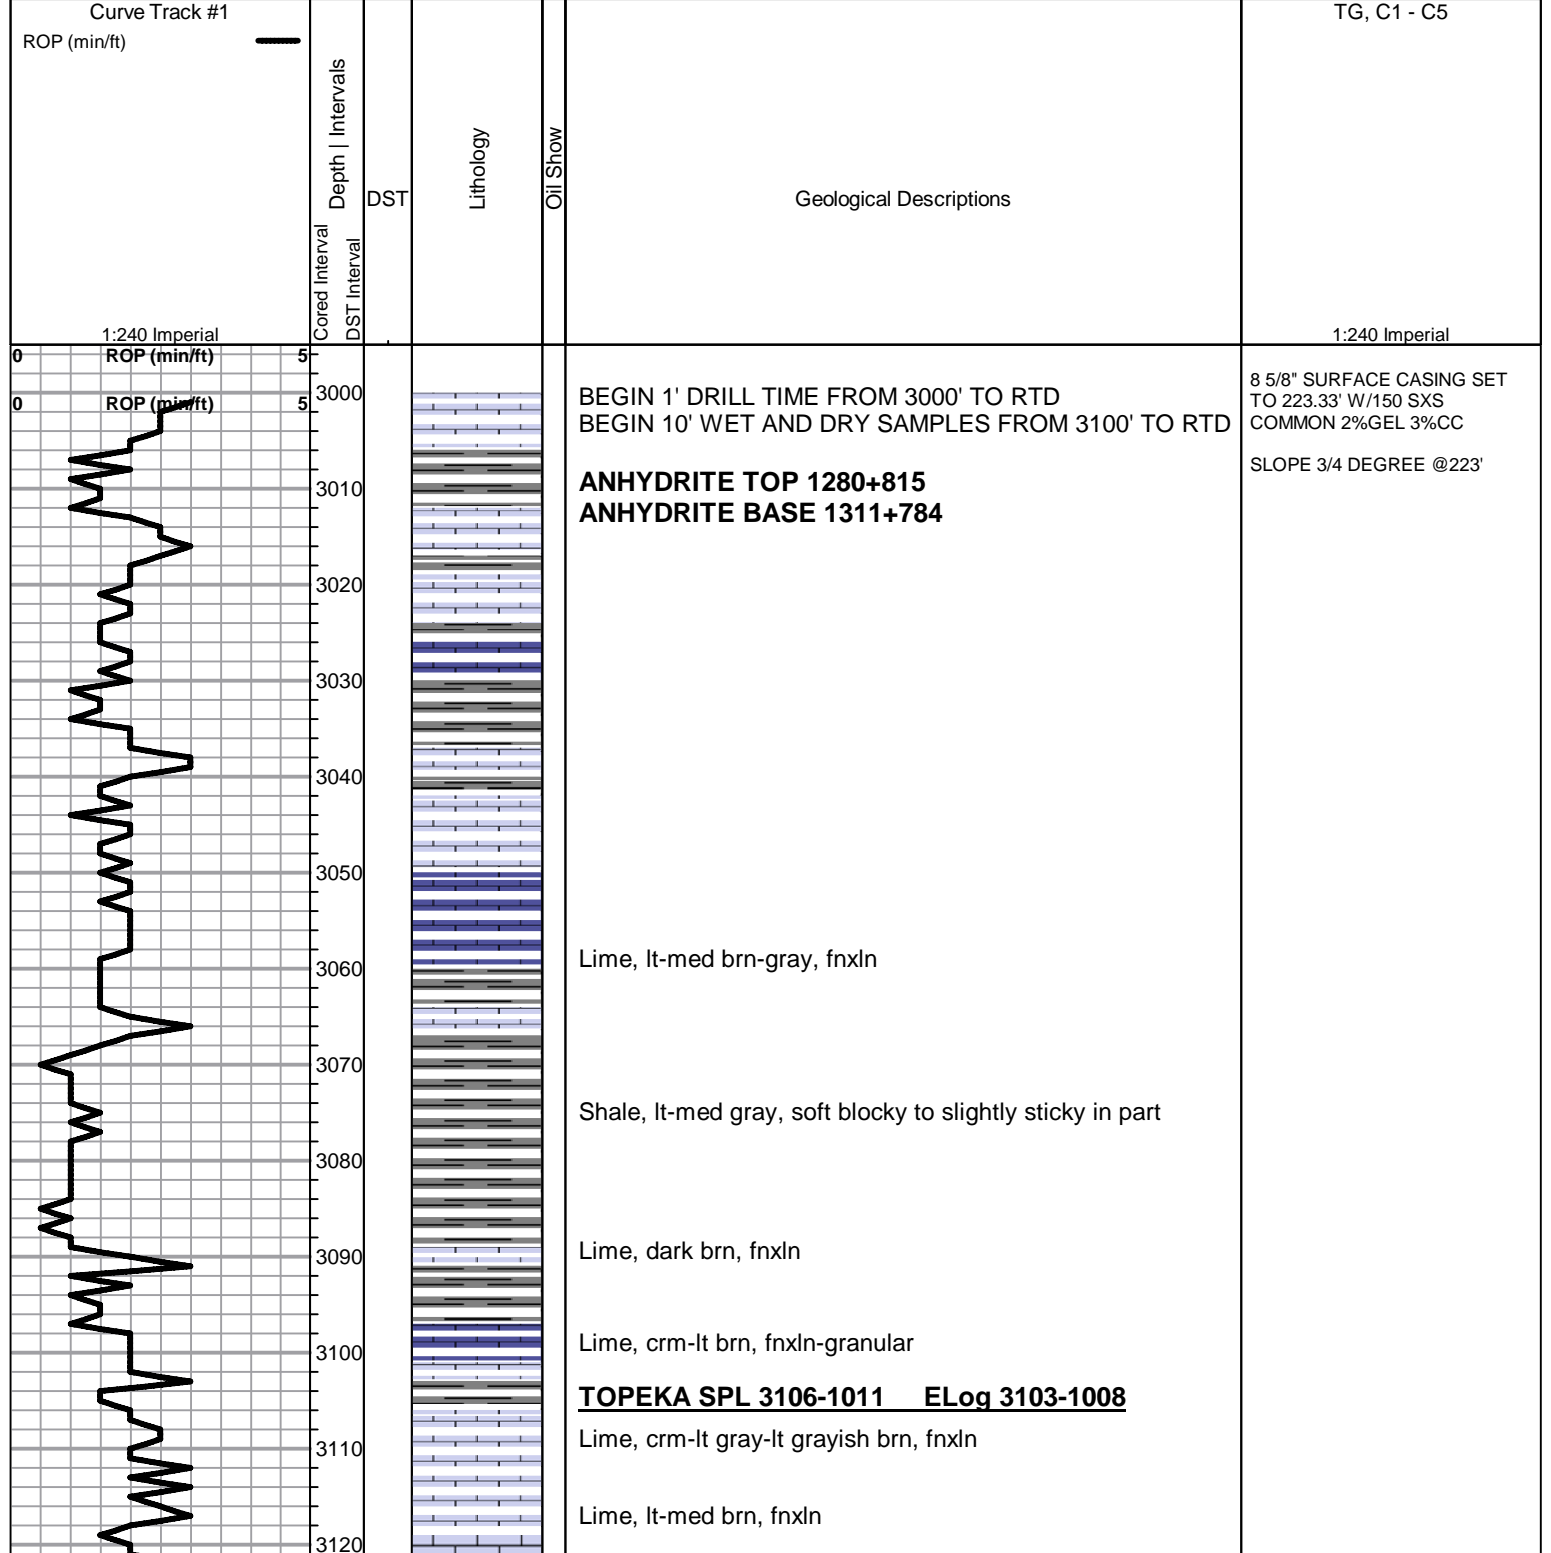 Curve Track #1
ROP (min/ft)
1:240 Imperial
Depth | Intervals
Cored Interval
DST Interval
DST
Lithology
Oil Show
Geological Descriptions
TG, C1 - C5
1:240 Imperial
0 ROP (min/ft) 5
0 ROP (min/ft) 5
3000
3010
3020
3030
3040
3050
3060
3070
3080
3090
3100
3110
3120
BEGIN 1' DRILL TIME FROM 3000' TO RTD
BEGIN 10' WET AND DRY SAMPLES FROM 3100' TO RTD
ANHYDRITE TOP 1280+815
ANHYDRITE BASE 1311+784
Lime, lt-med brn-gray, fnxln
Shale, lt-med gray, soft blocky to slightly sticky in part
Lime, dark brn, fnxln
Lime, crm-lt brn, fnxln-granular
TOPEKA SPL 3106-1011 ELog 3103-1008
Lime, crm-lt gray-lt grayish brn, fnxln
Lime, lt-med brn, fnxln
8 5/8" SURFACE CASING SET
TO 223.33' W/150 SXS
COMMON 2%GEL 3%CC
SLOPE 3/4 DEGREE @223'